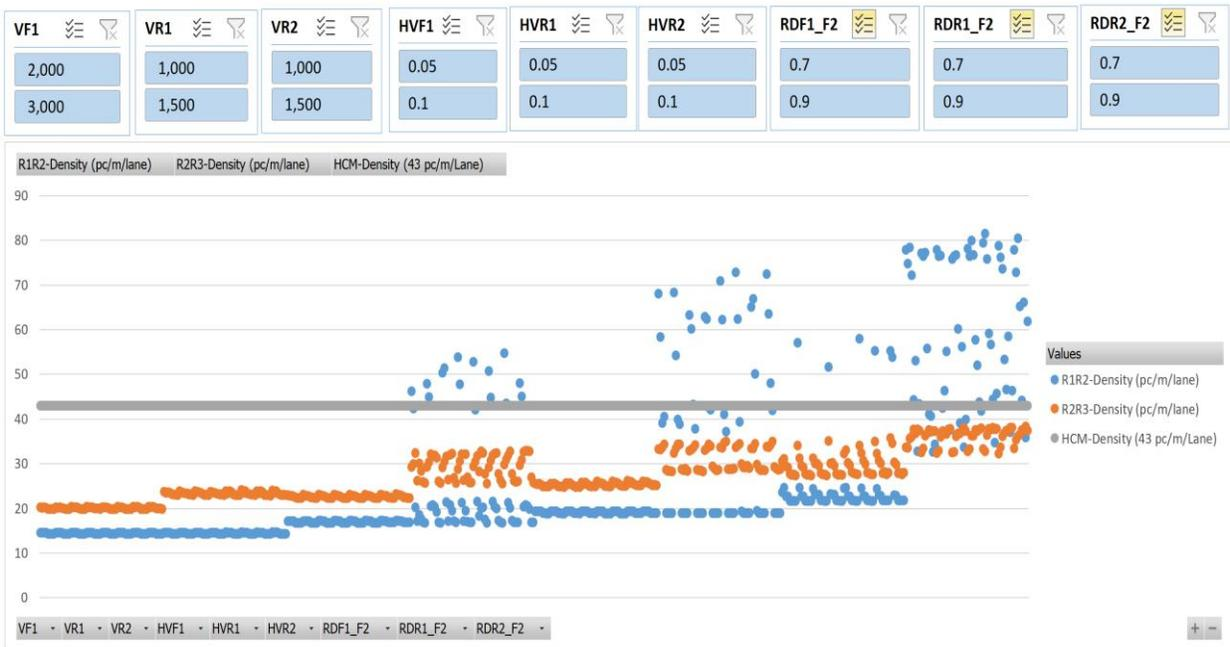 VF1 VR1 VR2 HVF1 HVR1 HVR2 RDF1_F2 RDR1_F2 RDR2_F2
2,000 1,000 1,000 0.05 0.05 0.05 0.7 0.7 0.7
3,000 1,500 1,500 0.1 0.1 0.1 0.9 0.9 0.9
R1R2-Density (pc/m/lane) R2R3-Density (pc/m/lane) HCM-Density (43 pc/m/Lane)
90
80
70
60
50
40
30
20
10
0
Values
R1R2-Density (pc/m/lane)
R2R3-Density (pc/m/lane)
HCM-Density (43 pc/m/Lane)
VF1 VR1 VR2 HVF1 HVR1 HVR2 RDF1_F2 RDR1_F2 RDR2_F2
+ −